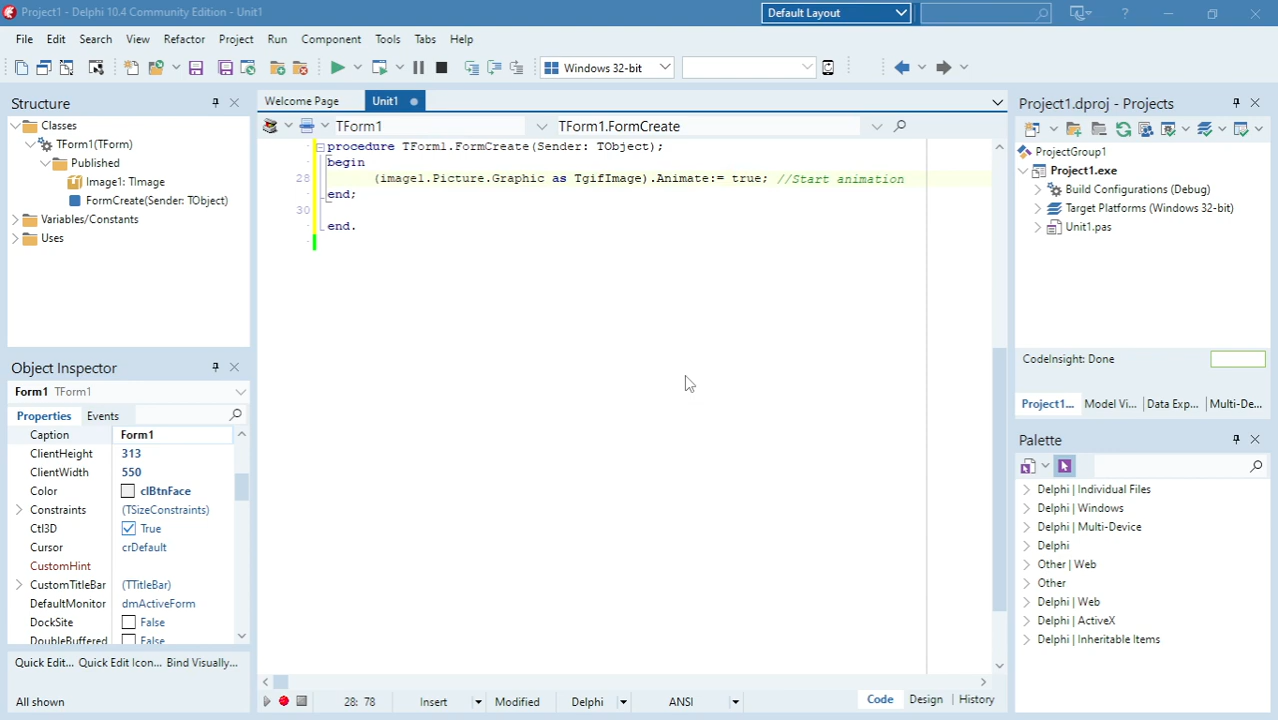 Project1 - Delphi 10.4 Community Edition - Unit1
Default Layout
?
File Edit Search View Refactor Project Run Component Tools Tabs Help
Windows 32-bit
Structure
Classes
TForm1(TForm)
Published
Image1: TImage
FormCreate(Sender: TObject)
Variables/Constants
Uses
Object Inspector
Form1 TForm1
Properties Events
Caption Form1
ClientHeight 313
ClientWidth 550
Color clBtnFace
Constraints (TSizeConstraints)
Ctl3D True
Cursor crDefault
CustomHint
CustomTitleBar (TTitleBar)
DefaultMonitor dmActiveForm
DockSite False
DoubleBuffered False
Quick Edit... Quick Edit Icon... Bind Visually...
All shown
Welcome Page Unit1
TForm1 TForm1.FormCreate
procedure TForm1.FormCreate(Sender: TObject);
begin
28 (image1.Picture.Graphic as TgifImage).Animate:= true; //Start animation
end;
30
end.
28: 78 Insert Modified Delphi ANSI Code Design History
Project1.dproj - Projects
ProjectGroup1
Project1.exe
Build Configurations (Debug)
Target Platforms (Windows 32-bit)
Unit1.pas
CodeInsight: Done
Project1... Model Vi... Data Exp... Multi-De...
Palette
Delphi | Individual Files
Delphi | Windows
Delphi | Multi-Device
Delphi
Other | Web
Other
Delphi | Web
Delphi | ActiveX
Delphi | Inheritable Items